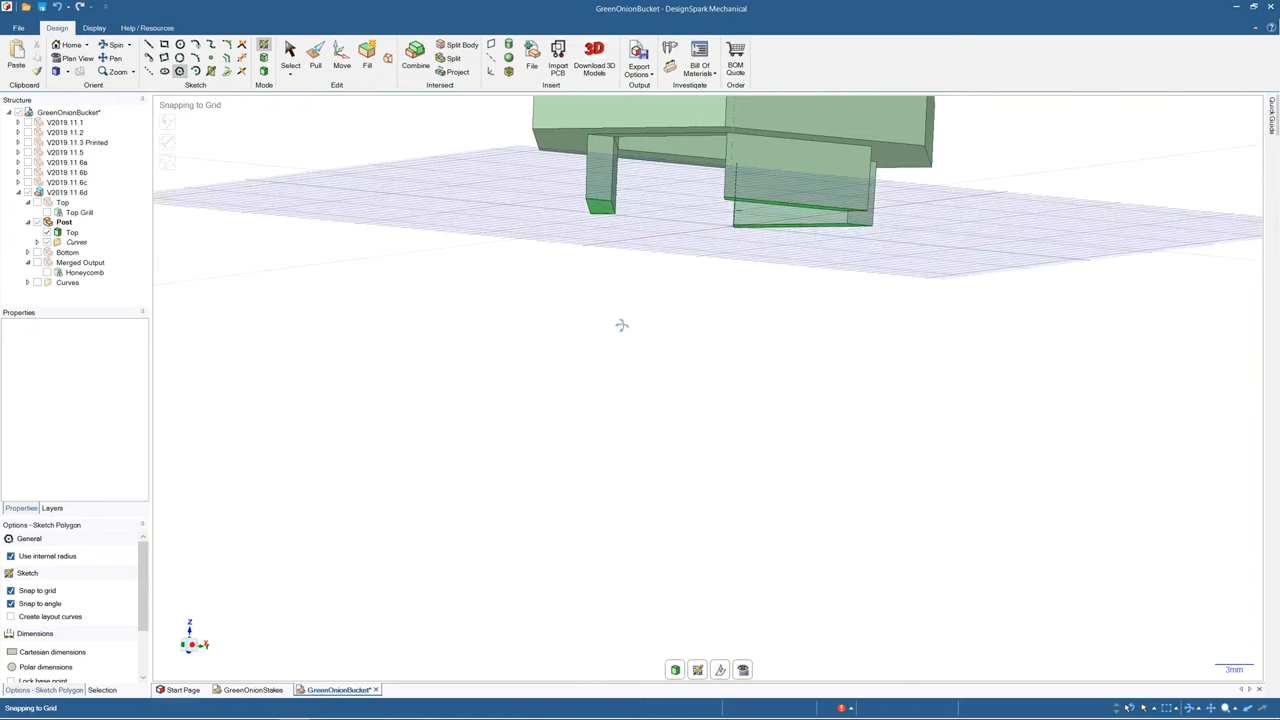 GreenOnionBucket - DesignSpark Mechanical
File Design Display Help / Resources
Paste
Home Spin
Plan View Pan
Zoom
Select Pull Move Fill
Combine
Split Body
Split
Project
File Import PCB Download 3D Models
3D
Export Options
Bill Of Materials
BOM Quote
Clipboard Orient Sketch Mode Edit Intersect Insert Output Investigate Order
Structure
Snapping to Grid
Quick Guide
GreenOnionBucket*
V2019.11.1
V2019.11.2
V2019.11.3 Printed
V2019.11.5
V2019.11.6a
V2019.11.6b
V2019.11.6c
V2019.11.6d
Top
Top Grill
Post
Top
Curves
Bottom
Merged Output
Honeycomb
Curves
Properties
Properties Layers
Options - Sketch Polygon
General
Use internal radius
Sketch
Snap to grid
Snap to angle
Create layout curves
Dimensions
Cartesian dimensions
Polar dimensions
Lock base point
Z
X
3mm
Options - Sketch Polygon Selection
Start Page GreenOnionStakes GreenOnionBucket*
Snapping to Grid